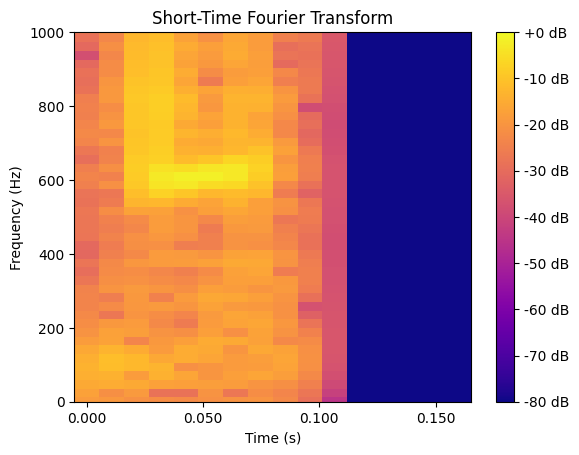 Short-Time Fourier Transform
1000
800
600
400
200
0
Frequency (Hz)
0.000
0.050
0.100
0.150
Time (s)
+0 dB
-10 dB
-20 dB
-30 dB
-40 dB
-50 dB
-60 dB
-70 dB
-80 dB